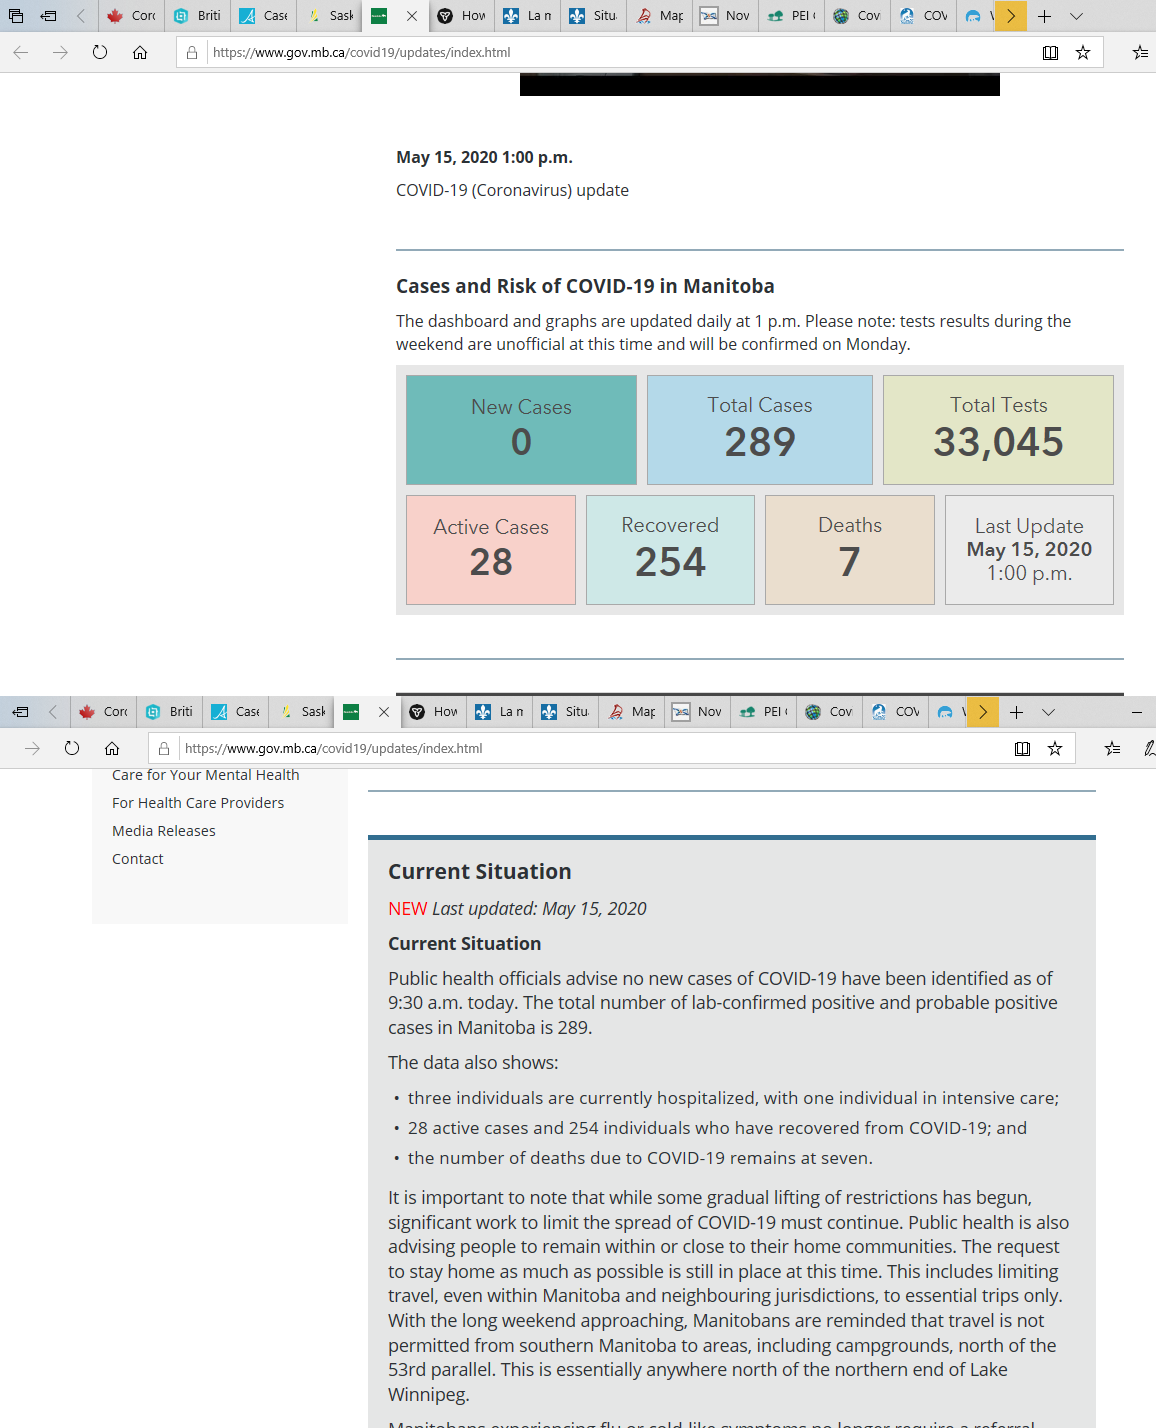 Corc
Briti
Case
Sask
How
La m
Situ
Map
Nov
PEI
Cov
COV
https://www.gov.mb.ca/covid19/updates/index.html
May 15, 2020 1:00 p.m.
COVID-19 (Coronavirus) update
Cases and Risk of COVID-19 in Manitoba
The dashboard and graphs are updated daily at 1 p.m. Please note: tests results during the
weekend are unofficial at this time and will be confirmed on Monday.
New Cases
0
Total Cases
289
Total Tests
33,045
Active Cases
28
Recovered
254
Deaths
7
Last Update
May 15, 2020
1:00 p.m.
Corc
Briti
Case
Sask
How
La m
Situ
Map
Nov
PEI
Cov
COV
https://www.gov.mb.ca/covid19/updates/index.html
Care for Your Mental Health
For Health Care Providers
Media Releases
Contact
Current Situation
NEW Last updated: May 15, 2020
Current Situation
Public health officials advise no new cases of COVID-19 have been identified as of
9:30 a.m. today. The total number of lab-confirmed positive and probable positive
cases in Manitoba is 289.
The data also shows:
• three individuals are currently hospitalized, with one individual in intensive care;
• 28 active cases and 254 individuals who have recovered from COVID-19; and
• the number of deaths due to COVID-19 remains at seven.
It is important to note that while some gradual lifting of restrictions has begun,
significant work to limit the spread of COVID-19 must continue. Public health is also
advising people to remain within or close to their home communities. The request
to stay home as much as possible is still in place at this time. This includes limiting
travel, even within Manitoba and neighbouring jurisdictions, to essential trips only.
With the long weekend approaching, Manitobans are reminded that travel is not
permitted from southern Manitoba to areas, including campgrounds, north of the
53rd parallel. This is essentially anywhere north of the northern end of Lake
Winnipeg.
Manitobans experiencing flu or cold-like symptoms no longer require a referral